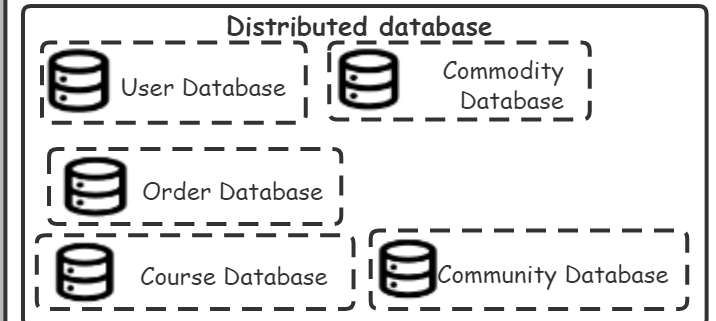 Distributed database
User Database
Commodity
Database
Order Database
Course Database
Community Database